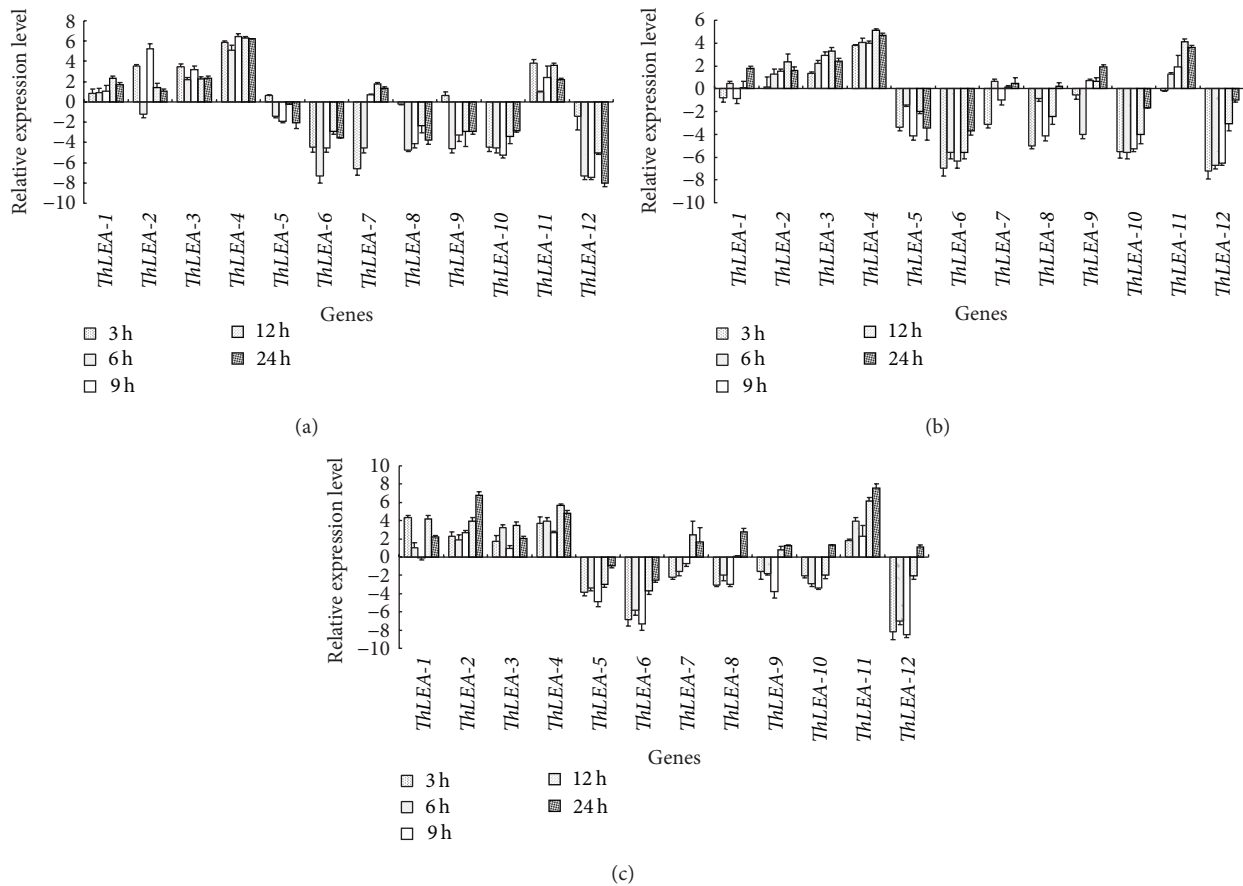 Relative expression level
8
6
4
2
0
−2
−4
−6
−8
−10
ThLEA-1
ThLEA-2
ThLEA-3
ThLEA-4
ThLEA-5
ThLEA-6
ThLEA-7
ThLEA-8
ThLEA-9
ThLEA-10
ThLEA-11
ThLEA-12
Genes
3 h
6 h
9 h
12 h
24 h
(a)
Relative expression level
6
4
2
0
−2
−4
−6
−8
−10
ThLEA-1
ThLEA-2
ThLEA-3
ThLEA-4
ThLEA-5
ThLEA-6
ThLEA-7
ThLEA-8
ThLEA-9
ThLEA-10
ThLEA-11
ThLEA-12
Genes
3 h
6 h
9 h
12 h
24 h
(b)
Relative expression level
10
8
6
4
2
0
−2
−4
−6
−8
−10
ThLEA-1
ThLEA-2
ThLEA-3
ThLEA-4
ThLEA-5
ThLEA-6
ThLEA-7
ThLEA-8
ThLEA-9
ThLEA-10
ThLEA-11
ThLEA-12
Genes
3 h
6 h
9 h
12 h
24 h
(c)